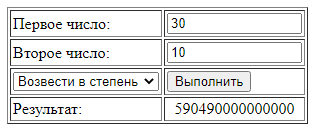 Первое число: 30
Второе число: 10
Возвести в степень Выполнить
Результат: 590490000000000